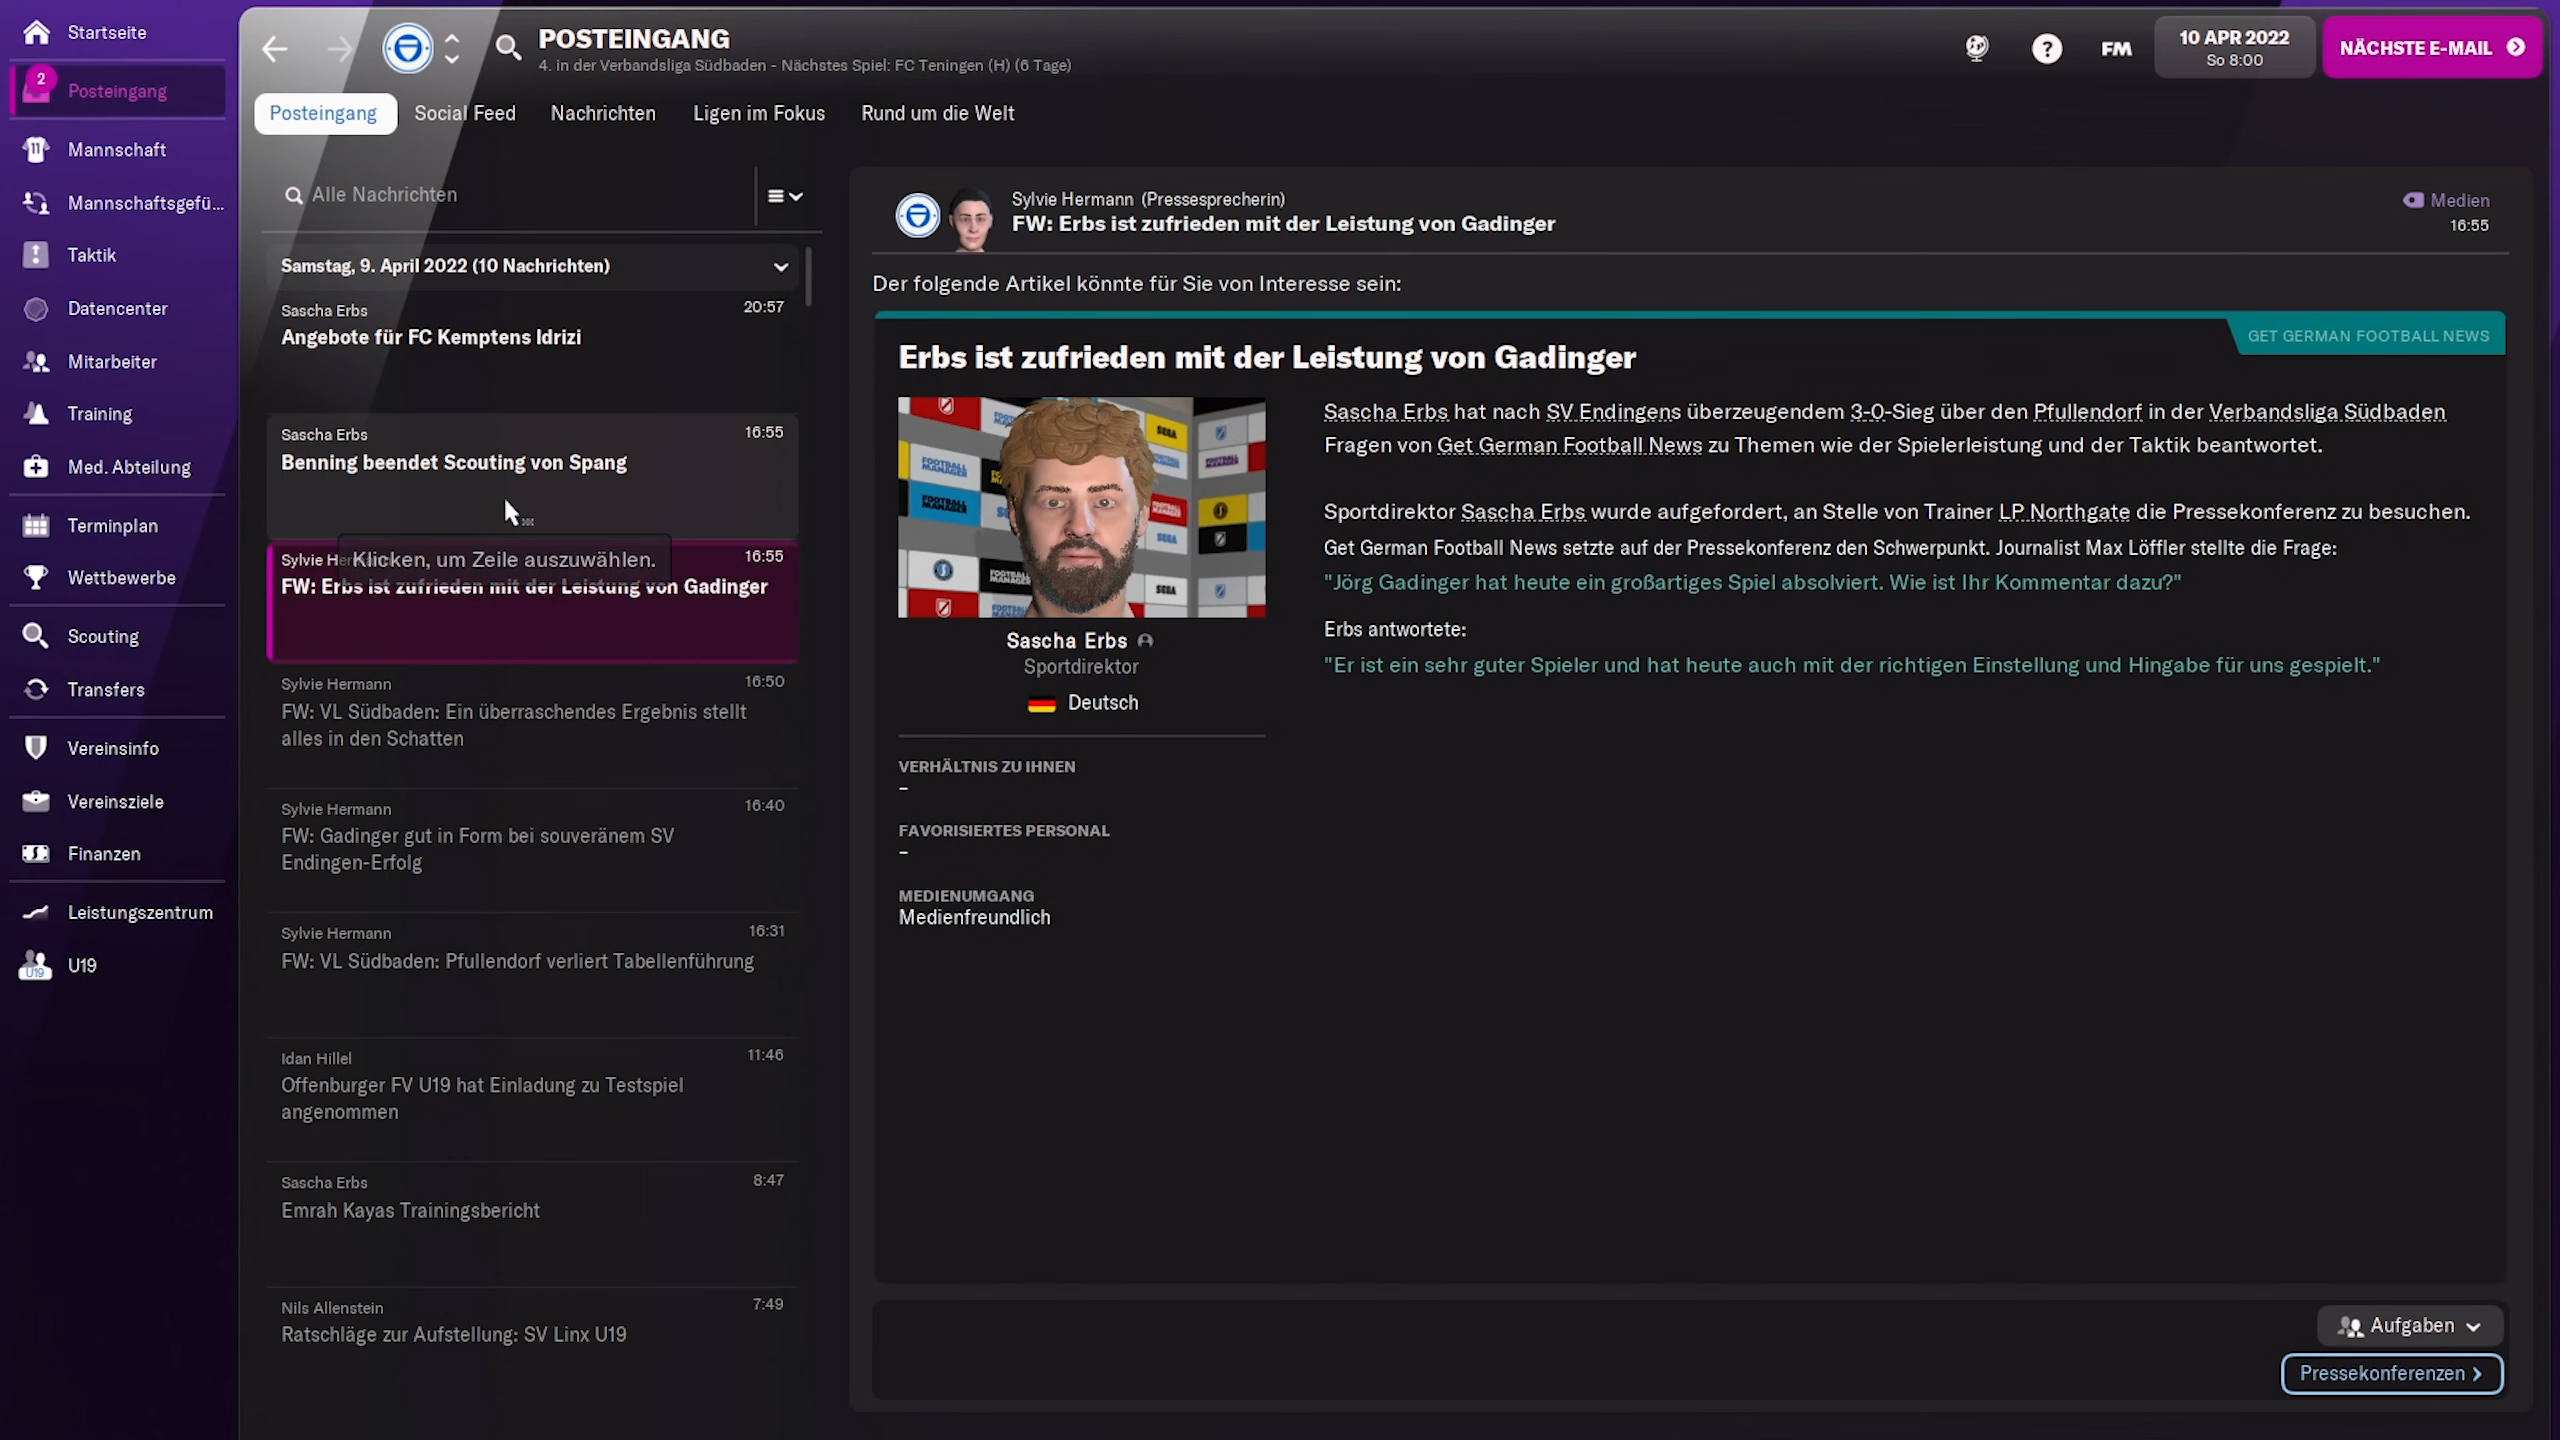 Startseite
2
Posteingang
Mannschaft
Mannschaftsgefü...
Taktik
Datencenter
Mitarbeiter
Training
Med. Abteilung
Terminplan
Wettbewerbe
Scouting
Transfers
Vereinsinfo
Vereinsziele
Finanzen
Leistungszentrum
U19
U19
POSTEINGANG
4. in der Verbandsliga Südbaden - Nächstes Spiel: FC Teningen (H) (6 Tage)
FM
10 APR 2022
So 8:00
NÄCHSTE E-MAIL
Posteingang
Social Feed
Nachrichten
Ligen im Fokus
Rund um die Welt
Alle Nachrichten
Samstag, 9. April 2022 (10 Nachrichten)
Sascha Erbs 20:57
Angebote für FC Kemptens Idrizi
Sascha Erbs 16:55
Benning beendet Scouting von Spang
Klicken, um Zeile auszuwählen.
Sylvie 16:55
FW: Erbs ist zufrieden mit der Leistung von Gadinger
Sylvie Hermann 16:50
FW: VL Südbaden: Ein überraschendes Ergebnis stellt
alles in den Schatten
Sylvie Hermann 16:40
FW: Gadinger gut in Form bei souveränem SV
Endingen-Erfolg
Sylvie Hermann 16:31
FW: VL Südbaden: Pfullendorf verliert Tabellenführung
Idan Hillel 11:46
Offenburger FV U19 hat Einladung zu Testspiel
angenommen
Sascha Erbs 8:47
Emrah Kayas Trainingsbericht
Nils Allenstein 7:49
Ratschläge zur Aufstellung: SV Linx U19
Sylvie Hermann (Pressesprecherin)
FW: Erbs ist zufrieden mit der Leistung von Gadinger
Medien
16:55
Der folgende Artikel könnte für Sie von Interesse sein:
GET GERMAN FOOTBALL NEWS
Erbs ist zufrieden mit der Leistung von Gadinger
Sascha Erbs
Sportdirektor
Deutsch
VERHÄLTNIS ZU IHNEN
-
FAVORISIERTES PERSONAL
-
MEDIENUMGANG
Medienfreundlich
Sascha Erbs hat nach SV Endingens überzeugendem 3-0-Sieg über den Pfullendorf in der Verbandsliga Südbaden
Fragen von Get German Football News zu Themen wie der Spielerleistung und der Taktik beantwortet.
Sportdirektor Sascha Erbs wurde aufgefordert, an Stelle von Trainer LP Northgate die Pressekonferenz zu besuchen.
Get German Football News setzte auf der Pressekonferenz den Schwerpunkt. Journalist Max Löffler stellte die Frage:
"Jörg Gadinger hat heute ein großartiges Spiel absolviert. Wie ist Ihr Kommentar dazu?"
Erbs antwortete:
"Er ist ein sehr guter Spieler und hat heute auch mit der richtigen Einstellung und Hingabe für uns gespielt."
Aufgaben
Pressekonferenzen